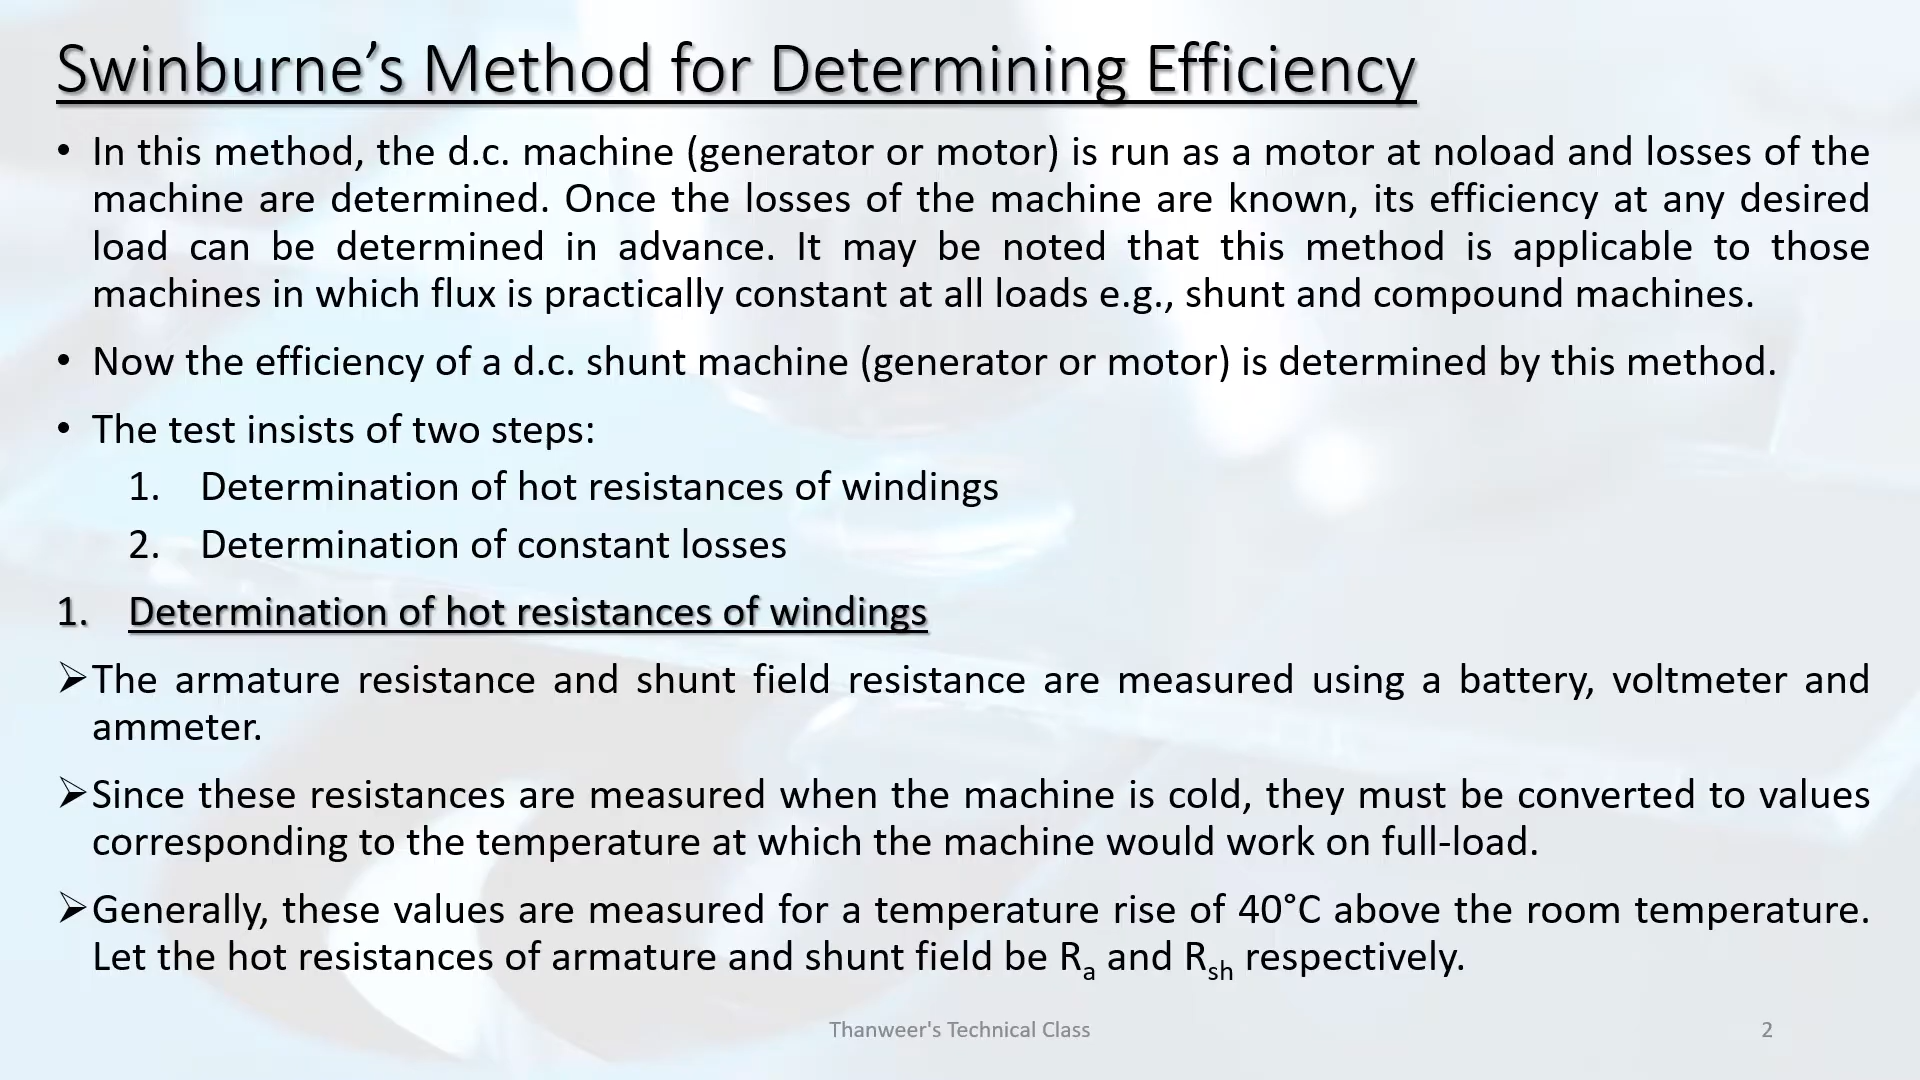 Swinburne’s Method for Determining Efficiency
• In this method, the d.c. machine (generator or motor) is run as a motor at noload and losses of the
machine are determined. Once the losses of the machine are known, its efficiency at any desired
load can be determined in advance. It may be noted that this method is applicable to those
machines in which flux is practically constant at all loads e.g., shunt and compound machines.
• Now the efficiency of a d.c. shunt machine (generator or motor) is determined by this method.
• The test insists of two steps:
1. Determination of hot resistances of windings
2. Determination of constant losses
1. Determination of hot resistances of windings
➢The armature resistance and shunt field resistance are measured using a battery, voltmeter and
ammeter.
➢Since these resistances are measured when the machine is cold, they must be converted to values
corresponding to the temperature at which the machine would work on full-load.
➢Generally, these values are measured for a temperature rise of 40°C above the room temperature.
Let the hot resistances of armature and shunt field be Ra and Rsh respectively.
Thanweer's Technical Class
2